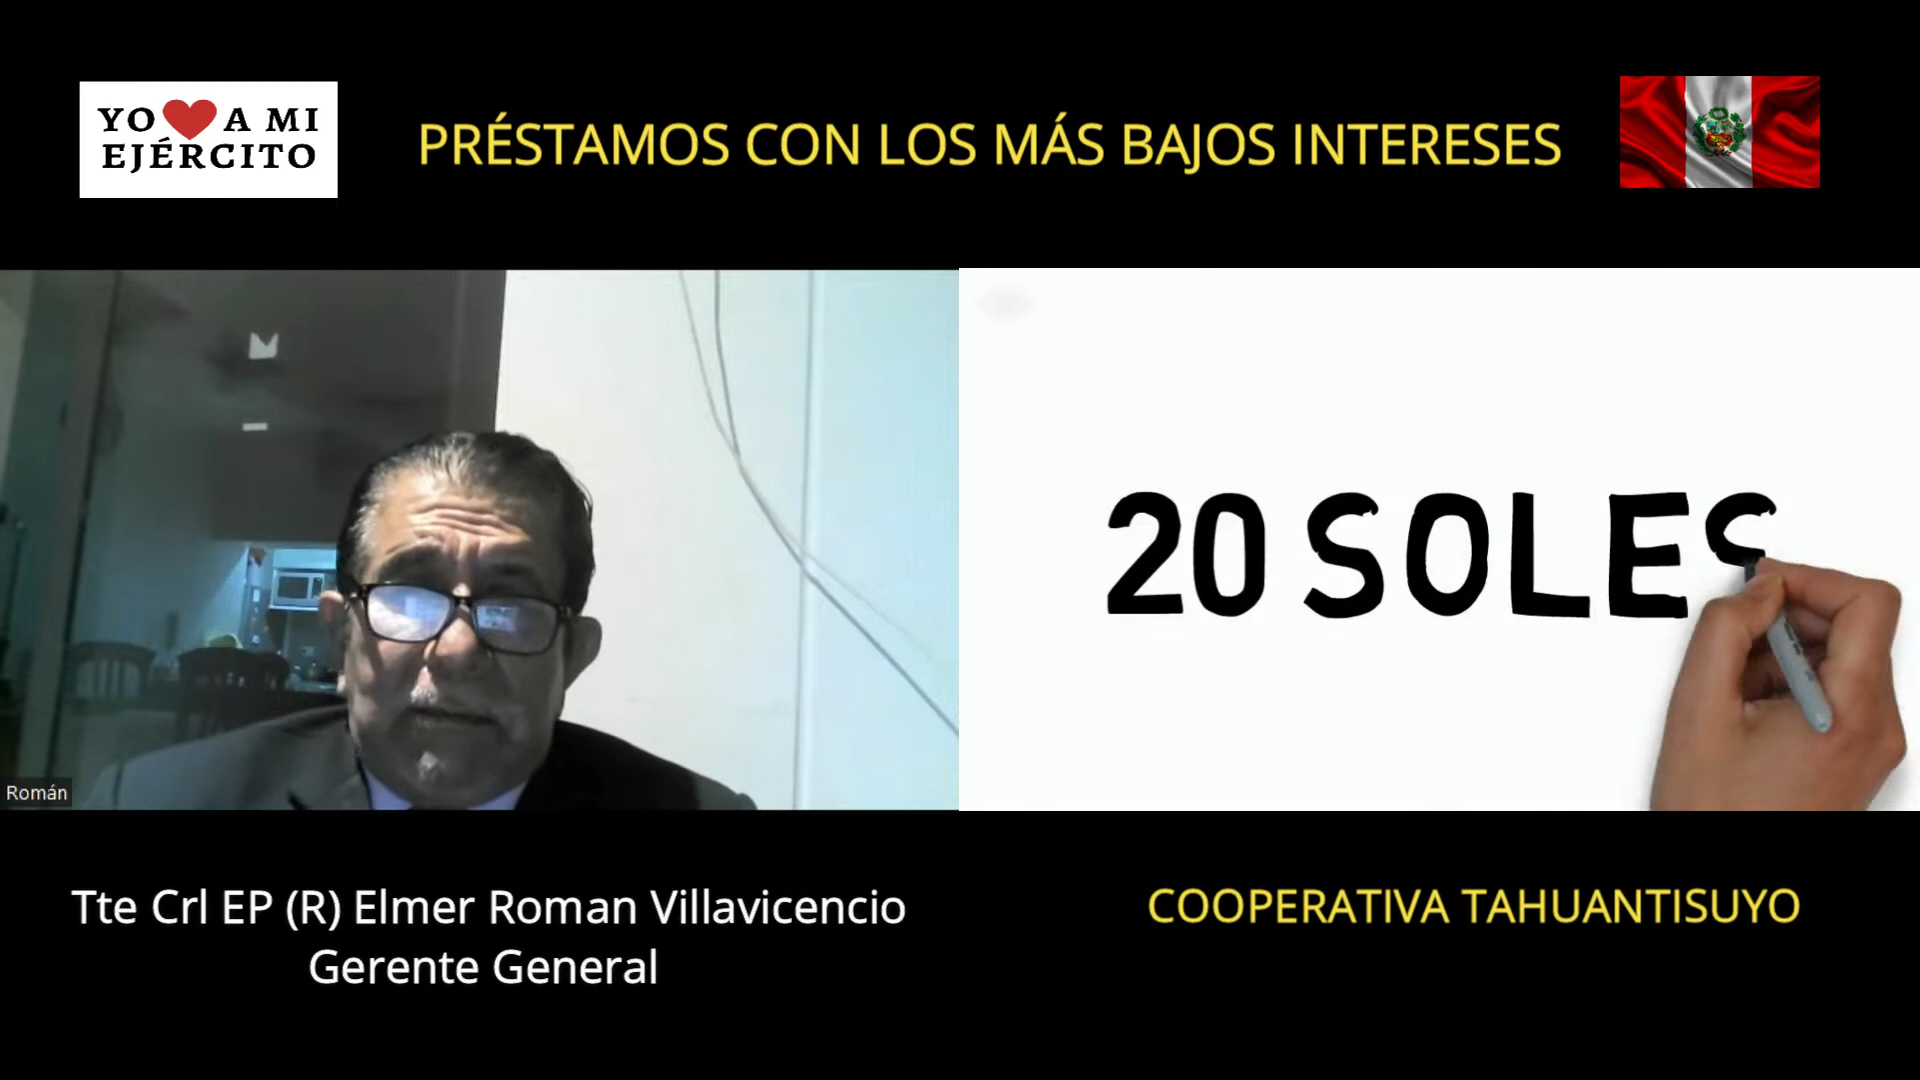 YO A MI
EJÉRCITO
PRÉSTAMOS CON LOS MÁS BAJOS INTERESES
20 SOLES
Román
Tte Crl EP (R) Elmer Roman Villavicencio
Gerente General
COOPERATIVA TAHUANTISUYO